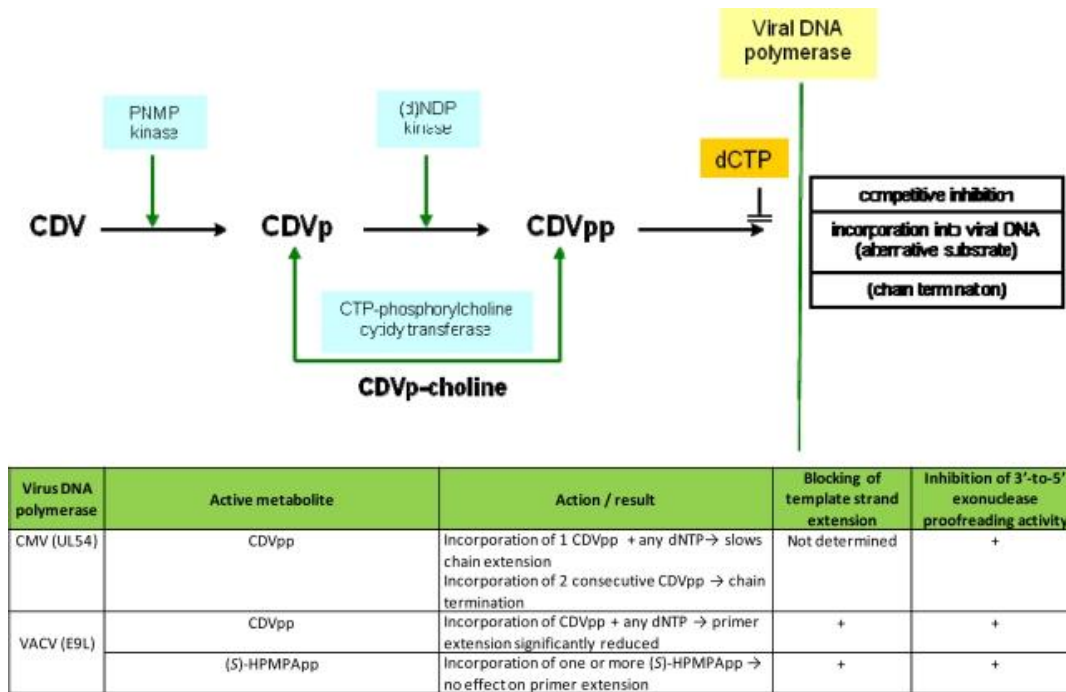 Viral DNA
polymerase
PNMP
kinase
(d)NDP
kinase
dCTP
CDV
CDVp
CDVpp
competitive inhibition
incorporation into viral DNA
(alternative substrate)
(chain termination)
CTP-phosphorylcholine
cytidy transferase
CDVp-choline
Virus DNA
polymerase
Active metabolite
Action / result
Blocking of
template strand
extension
Inhibition of 3’-to-5’
exonuclease
proofreading activity
CMV (UL54)
CDVpp
Incorporation of 1 CDVpp + any dNTP→ slows
chain extension
Incorporation of 2 consecutive CDVpp → chain
termination
Not determined
+
VACV (E9L)
CDVpp
Incorporation of CDVpp + any dNTP → primer
extension significantly reduced
+
+
(S)-HPMPApp
Incorporation of one or more (S)-HPMPApp →
no effect on primer extension
+
+